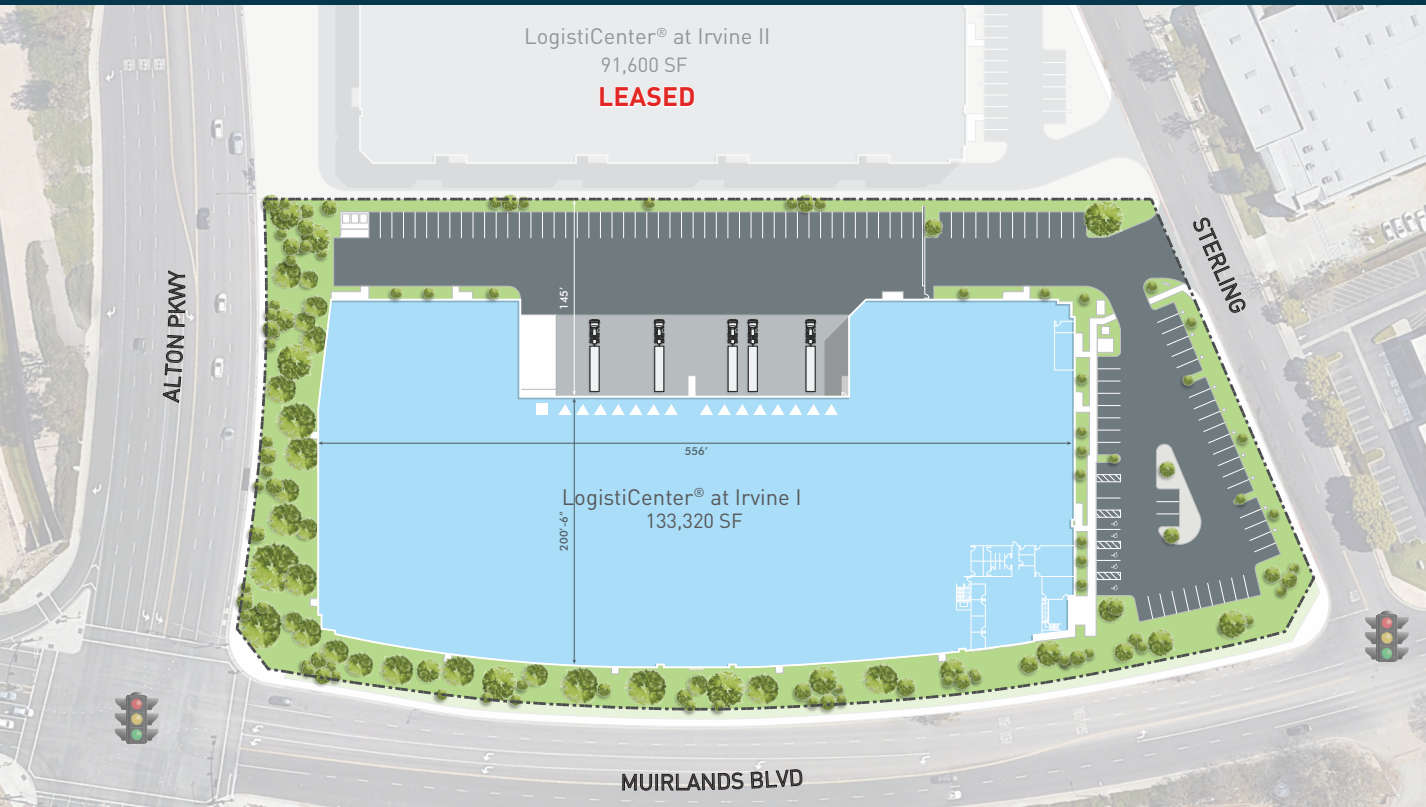 LogistiCenter® at Irvine II
91,600 SF
LEASED
STERLING
ALTON PKWY
145'
556'
LogistiCenter® at Irvine I
133,320 SF
200'-6"
MUIRLANDS BLVD